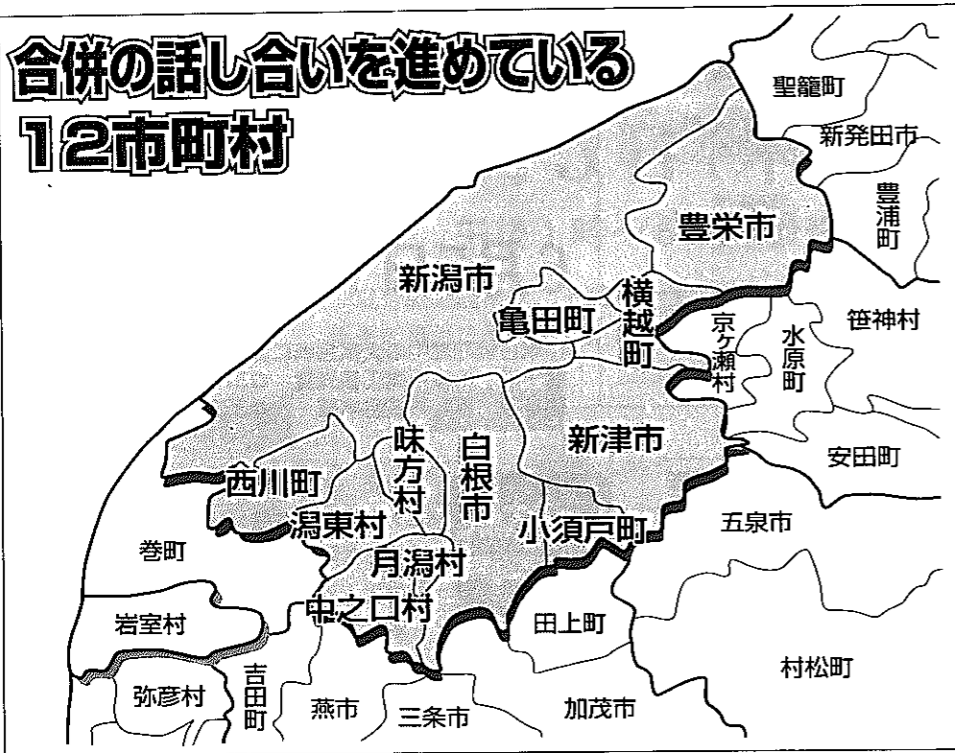 合併の話し合いを進めている
12市町村
聖籠町
新発田市
豊浦町
豊栄市
新潟市
横越町
亀田町
京ヶ瀬村
水原町
笹神村
味方村
白根市
新津市
安田町
西川町
潟東村
小須戸町
五泉市
巻町
月潟村
中之口村
岩室村
田上町
村松町
弥彦村
吉田町
燕市
三条市
加茂市